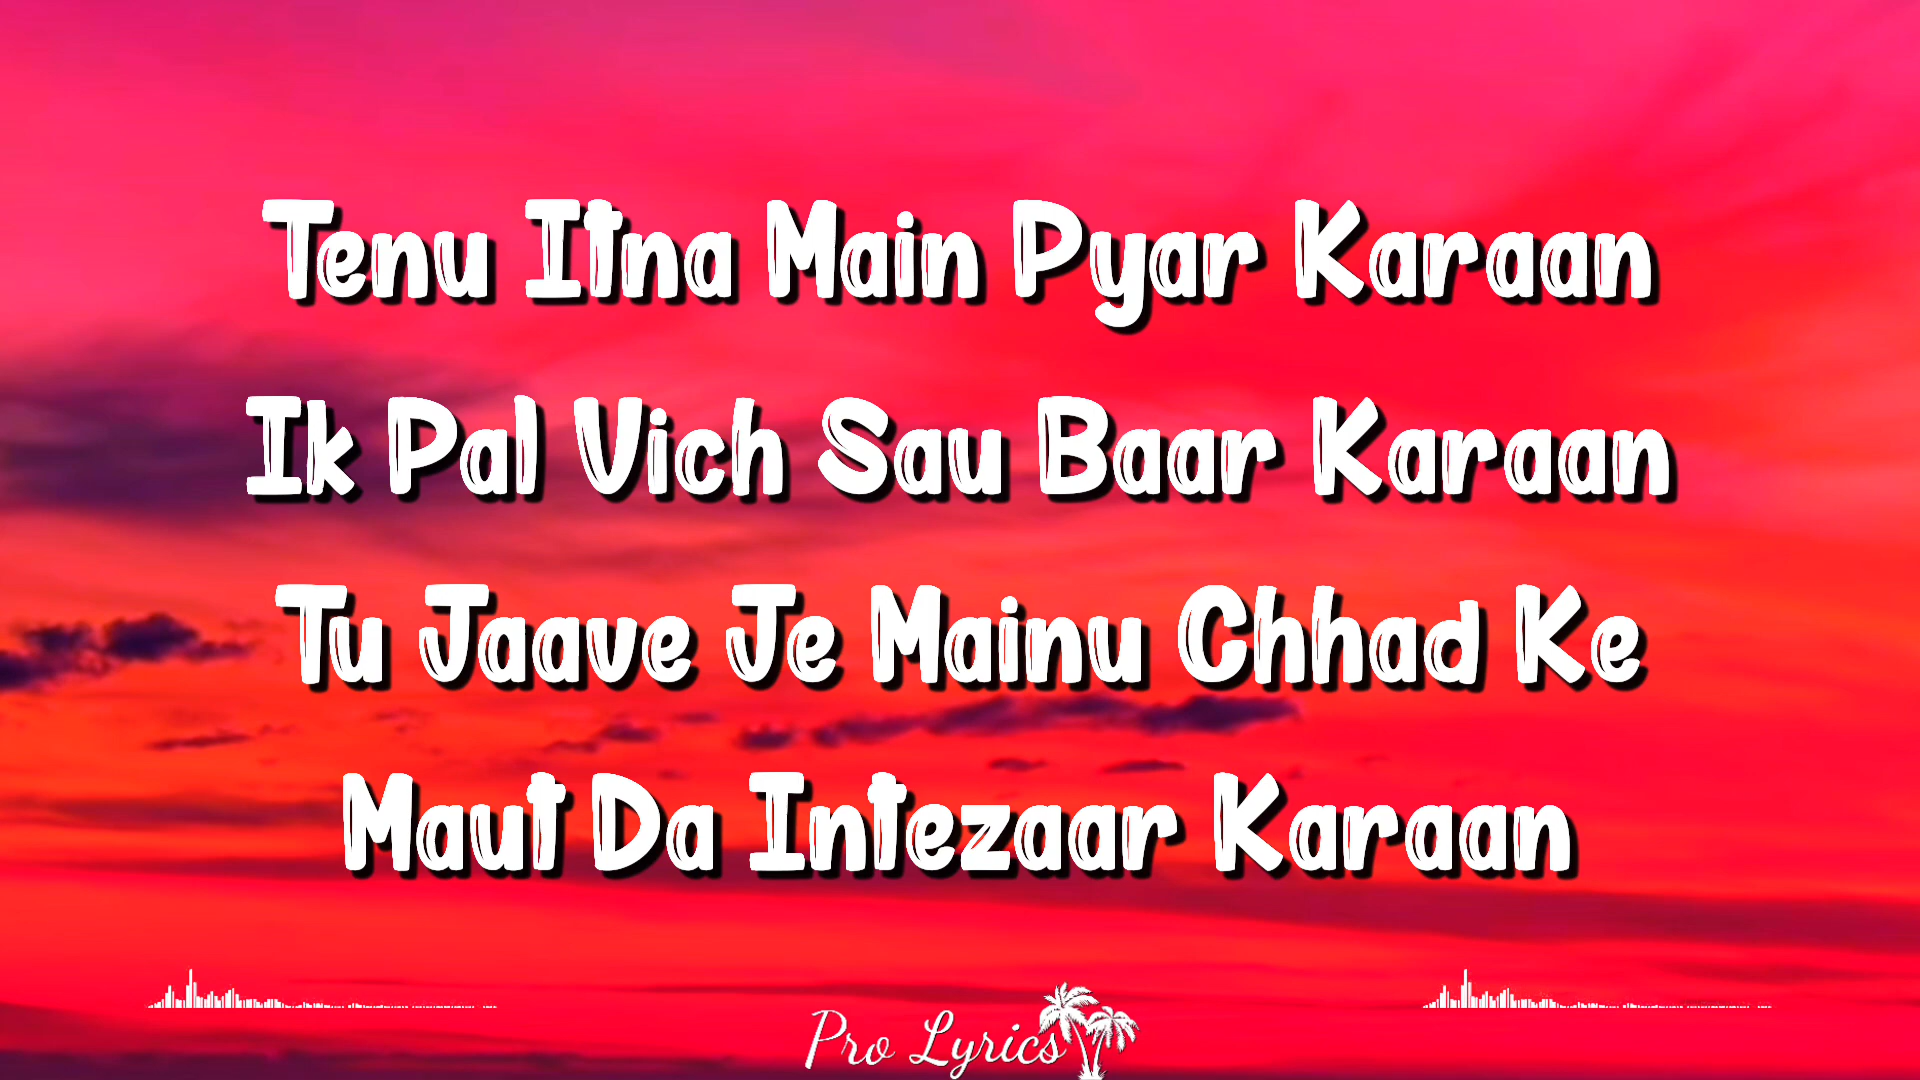 Tenu Itna Main Pyar Karaan
Ik Pal Vich Sau Baar Karaan
Tu Jaave Je Mainu Chhad Ke
Maut Da Intezaar Karaan
Pro Lyrics